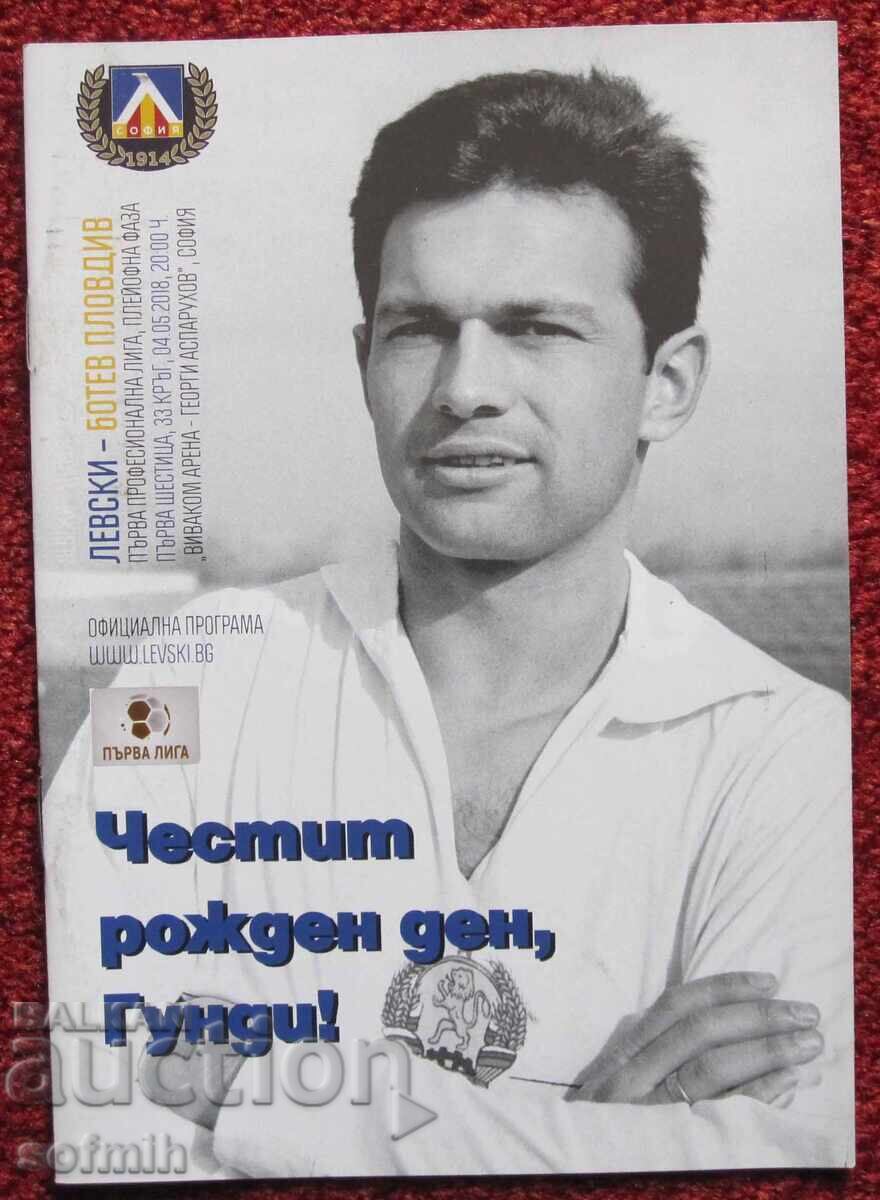 СОФИЯ
1914
ЛЕВСКИ - БОТЕВ ПЛОВДИВ
ПЪРВА ПРОФЕСИОНАЛНА ЛИГА, ПЛЕЙОФНА ФАЗА
ПЪРВА ШЕСТИЦА, 33 КРЪГ, 04.05.2018, 20:00 Ч.
„ВИВАКОМ АРЕНА - ГЕОРГИ АСПАРУХОВ", СОФИЯ
ОФИЦИАЛНА ПРОГРАМА
WWW.LEVSKI.BG
ПЪРВА ЛИГА
Честит
рожден ден,
Гунди!
BALKAN
auction
sofmih